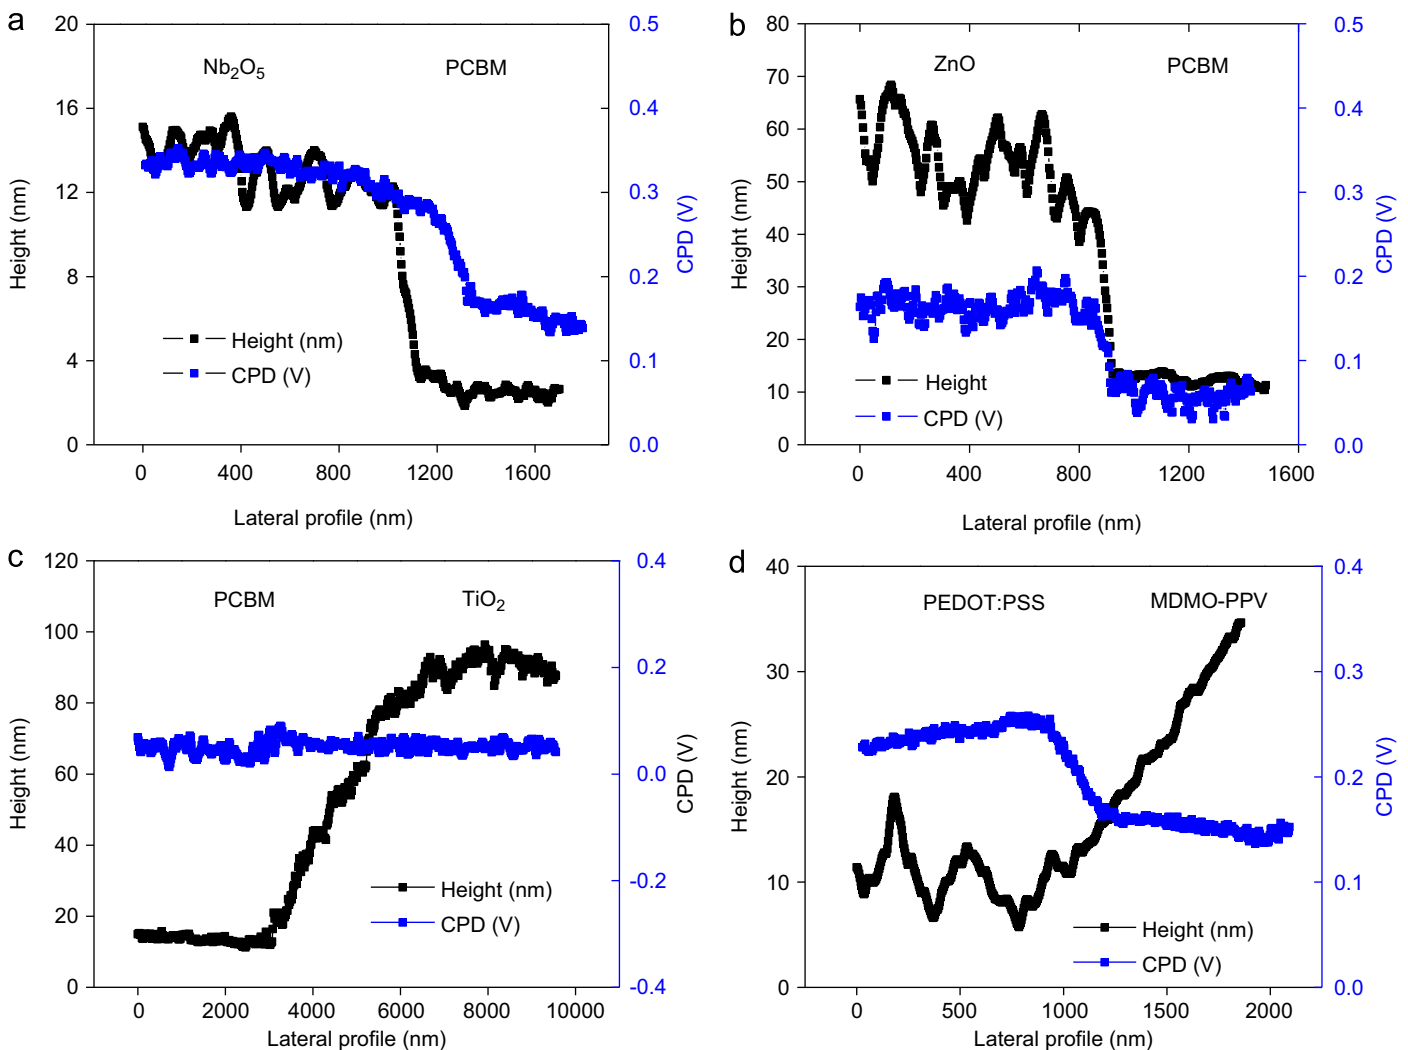 a
20
16
12
8
4
0
Height (nm)
Nb₂O₅
PCBM
Height (nm)
CPD (V)
0.5
0.4
0.3
0.2
0.1
0.0
CPD (V)
0
400
800
1200
1600
Lateral profile (nm)
b
80
70
60
50
40
30
20
10
0
Height (nm)
ZnO
PCBM
Height
CPD (V)
0.5
0.4
0.3
0.2
0.1
0.0
CPD (V)
0
400
800
1200
1600
Lateral profile (nm)
c
120
100
80
60
40
20
0
Height (nm)
PCBM
TiO₂
Height (nm)
CPD (V)
0.4
0.2
0.0
-0.2
-0.4
CPD (V)
0
2000
4000
6000
8000
10000
Lateral profile (nm)
d
40
30
20
10
0
Height (nm)
PEDOT:PSS
MDMO-PPV
Height (nm)
CPD (V)
0.4
0.3
0.2
0.1
0.0
CPD (V)
0
500
1000
1500
2000
Lateral profile (nm)